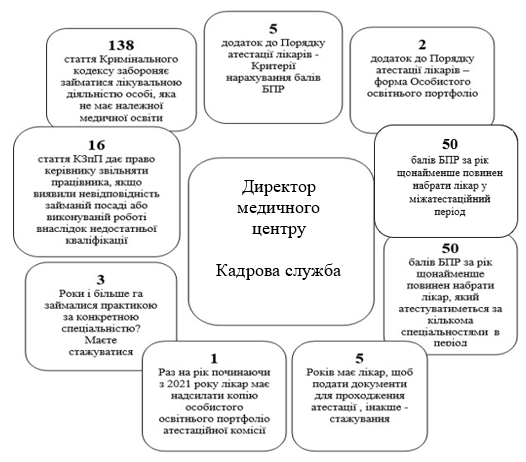 138
стаття Кримінального
кодексу забороняє
займатися лікувальною
діяльністю особі, яка
не має належної
медичної освіти
5
додаток до Порядку
атестації лікарів -
Критерії
нарахування балів
БПР
2
додаток до Порядку
атестації лікарів –
форма Особистого
освітнього портфоліо
16
стаття КЗпП дає право
керівнику звільняти
працівника, якщо
виявили невідповідність
займаній посаді або
виконуваній роботі
внаслідок недостатньої
кваліфікації
Директор
медичного
центру
Кадрова служба
50
балів БПР за рік
щонайменше повинен
набрати лікар у
міжатестаційний
період
50
балів БПР за рік
щонайменше повинен
набрати лікар, який
атестуватиметься за
кількома
спеціальностями в
період
3
Роки і більше га
займалися практикою
за конкретною
спеціальністю?
Маєте
стажуватися
1
Раз на рік починаючи
з 2021 року лікар має
надсилати копію
особистого
освітнього портфоліо
атестаційної комісії
5
Років має лікар, щоб
подати документи
для проходження
атестації , інакше -
стажування